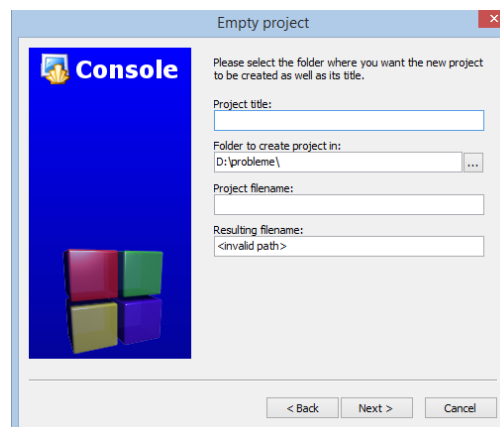 Empty project
Console
Please select the folder where you want the new project
to be created as well as its title.
Project title:
Folder to create project in:
D:\probleme\
...
Project filename:
Resulting filename:
<invalid path>
< Back
Next >
Cancel